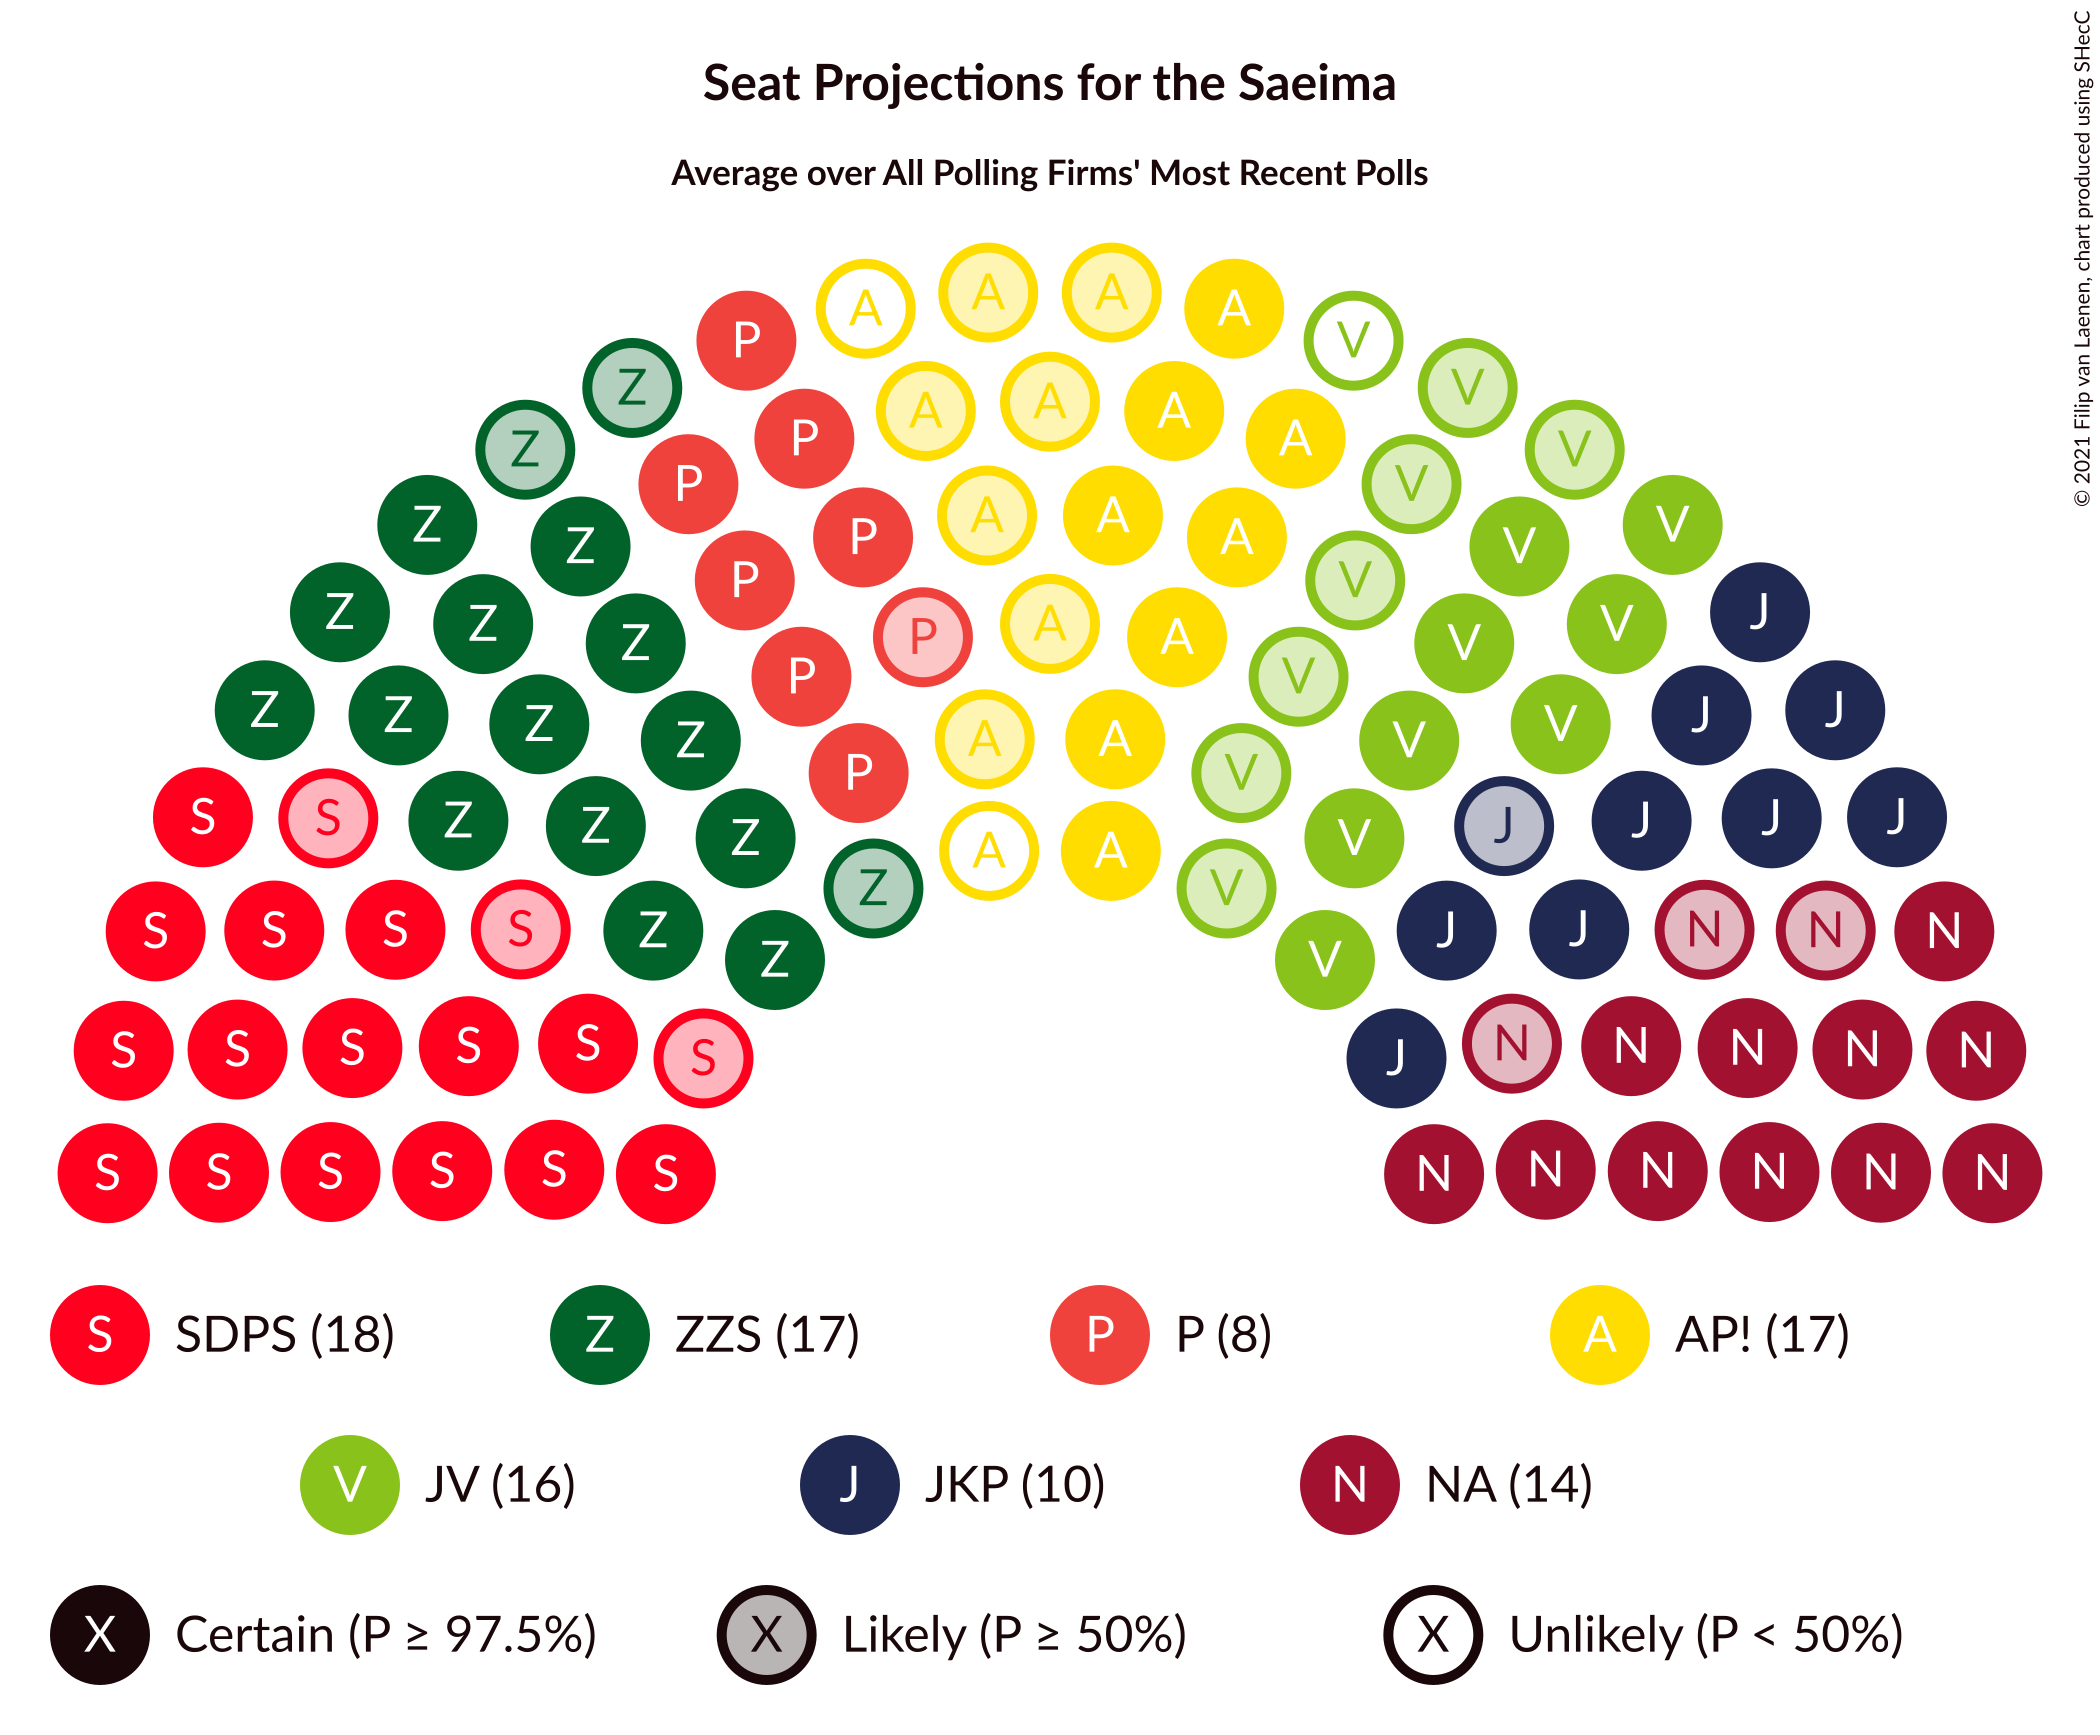 © 2021 Filip van Laenen, chart produced using SHecC
Seat Projections for the Saeima
Average over All Polling Firms' Most Recent Polls
A A A A
P V
Z V
A A A
P A
Z V
P V
A A
Z V
P A
Z V
P V
Z J
Z A V
P A
Z V
P V
Z J
Z J
Z V
Z A A V
P V
S S J J
Z J
Z J
Z V
A A
Z V
S S S S Z J J N N N
Z V
S S S S S N N N N N
S J
S S S S S S N N N N N N
S SDPS (18) Z ZZS (17) P P (8) A AP! (17)
V JV (16) J JKP (10) N NA (14)
X Certain (P ≥ 97.5%) X Likely (P ≥ 50%) X Unlikely (P < 50%)